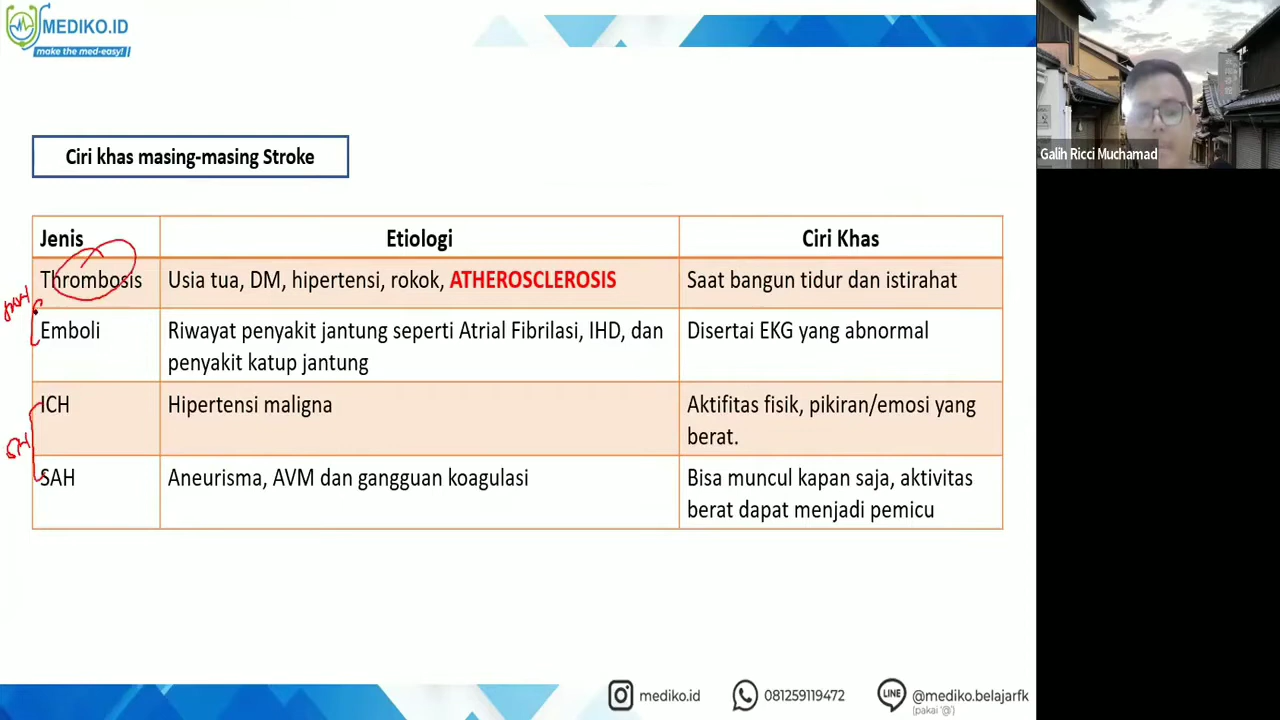 MEDIKO.ID
make the med-easy!
Galih Ricci Muchamad
Ciri khas masing-masing Stroke
Jenis Etiologi Ciri Khas
Thrombosis Usia tua, DM, hipertensi, rokok, ATHEROSCLEROSIS Saat bangun tidur dan istirahat
Emboli Riwayat penyakit jantung seperti Atrial Fibrilasi, IHD, dan Disertai EKG yang abnormal
penyakit katup jantung
ICH Hipertensi maligna Aktifitas fisik, pikiran/emosi yang
berat.
SAH Aneurisma, AVM dan gangguan koagulasi Bisa muncul kapan saja, aktivitas
berat dapat menjadi pemicu
mediko.id 081259119472 LINE @mediko.belajarfk
(pakai '@')